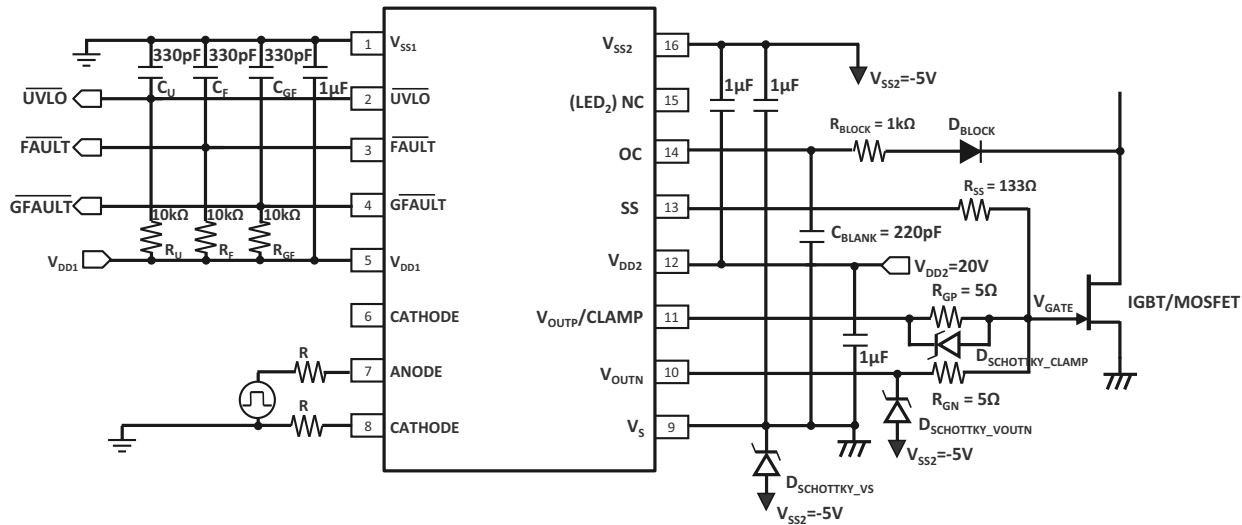 330pF 330pF 330pF
C_U C_F C_GF 1µF
UVLO
FAULT
GFAULT
10kΩ 10kΩ 10kΩ
R_U R_F R_GF
V_DD1
R
R
1 V_SS1
2 UVLO
3 FAULT
4 GFAULT
5 V_DD1
6 CATHODE
7 ANODE
8 CATHODE
V_SS2 16
(LED_2) NC 15
OC 14
SS 13
V_DD2 12
V_OUTP/CLAMP 11
V_OUTN 10
V_S 9
1µF 1µF
V_SS2=-5V
R_BLOCK = 1kΩ
D_BLOCK
R_SS = 133Ω
C_BLANK = 220pF
V_DD2=20V
R_GP = 5Ω
V_GATE
IGBT/MOSFET
D_SCHOTTKY_CLAMP
1µF
R_GN = 5Ω
D_SCHOTTKY_VOUTN
V_SS2=-5V
D_SCHOTTKY_VS
V_SS2=-5V